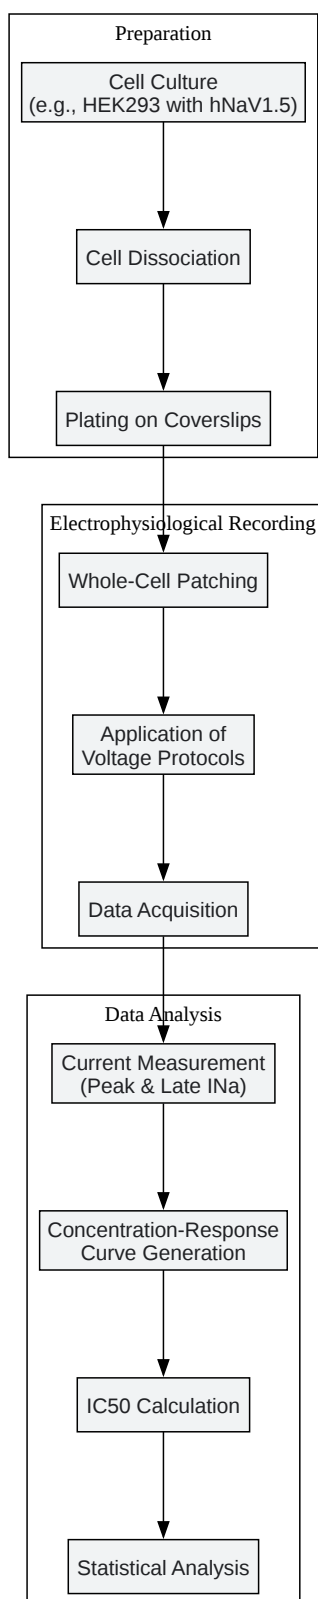 Preparation
Cell Culture
(e.g., HEK293 with hNaV1.5)
Cell Dissociation
Plating on Coverslips
Electrophysiological Recording
Whole-Cell Patching
Application of
Voltage Protocols
Data Acquisition
Data Analysis
Current Measurement
(Peak & Late INa)
Concentration-Response
Curve Generation
IC50 Calculation
Statistical Analysis